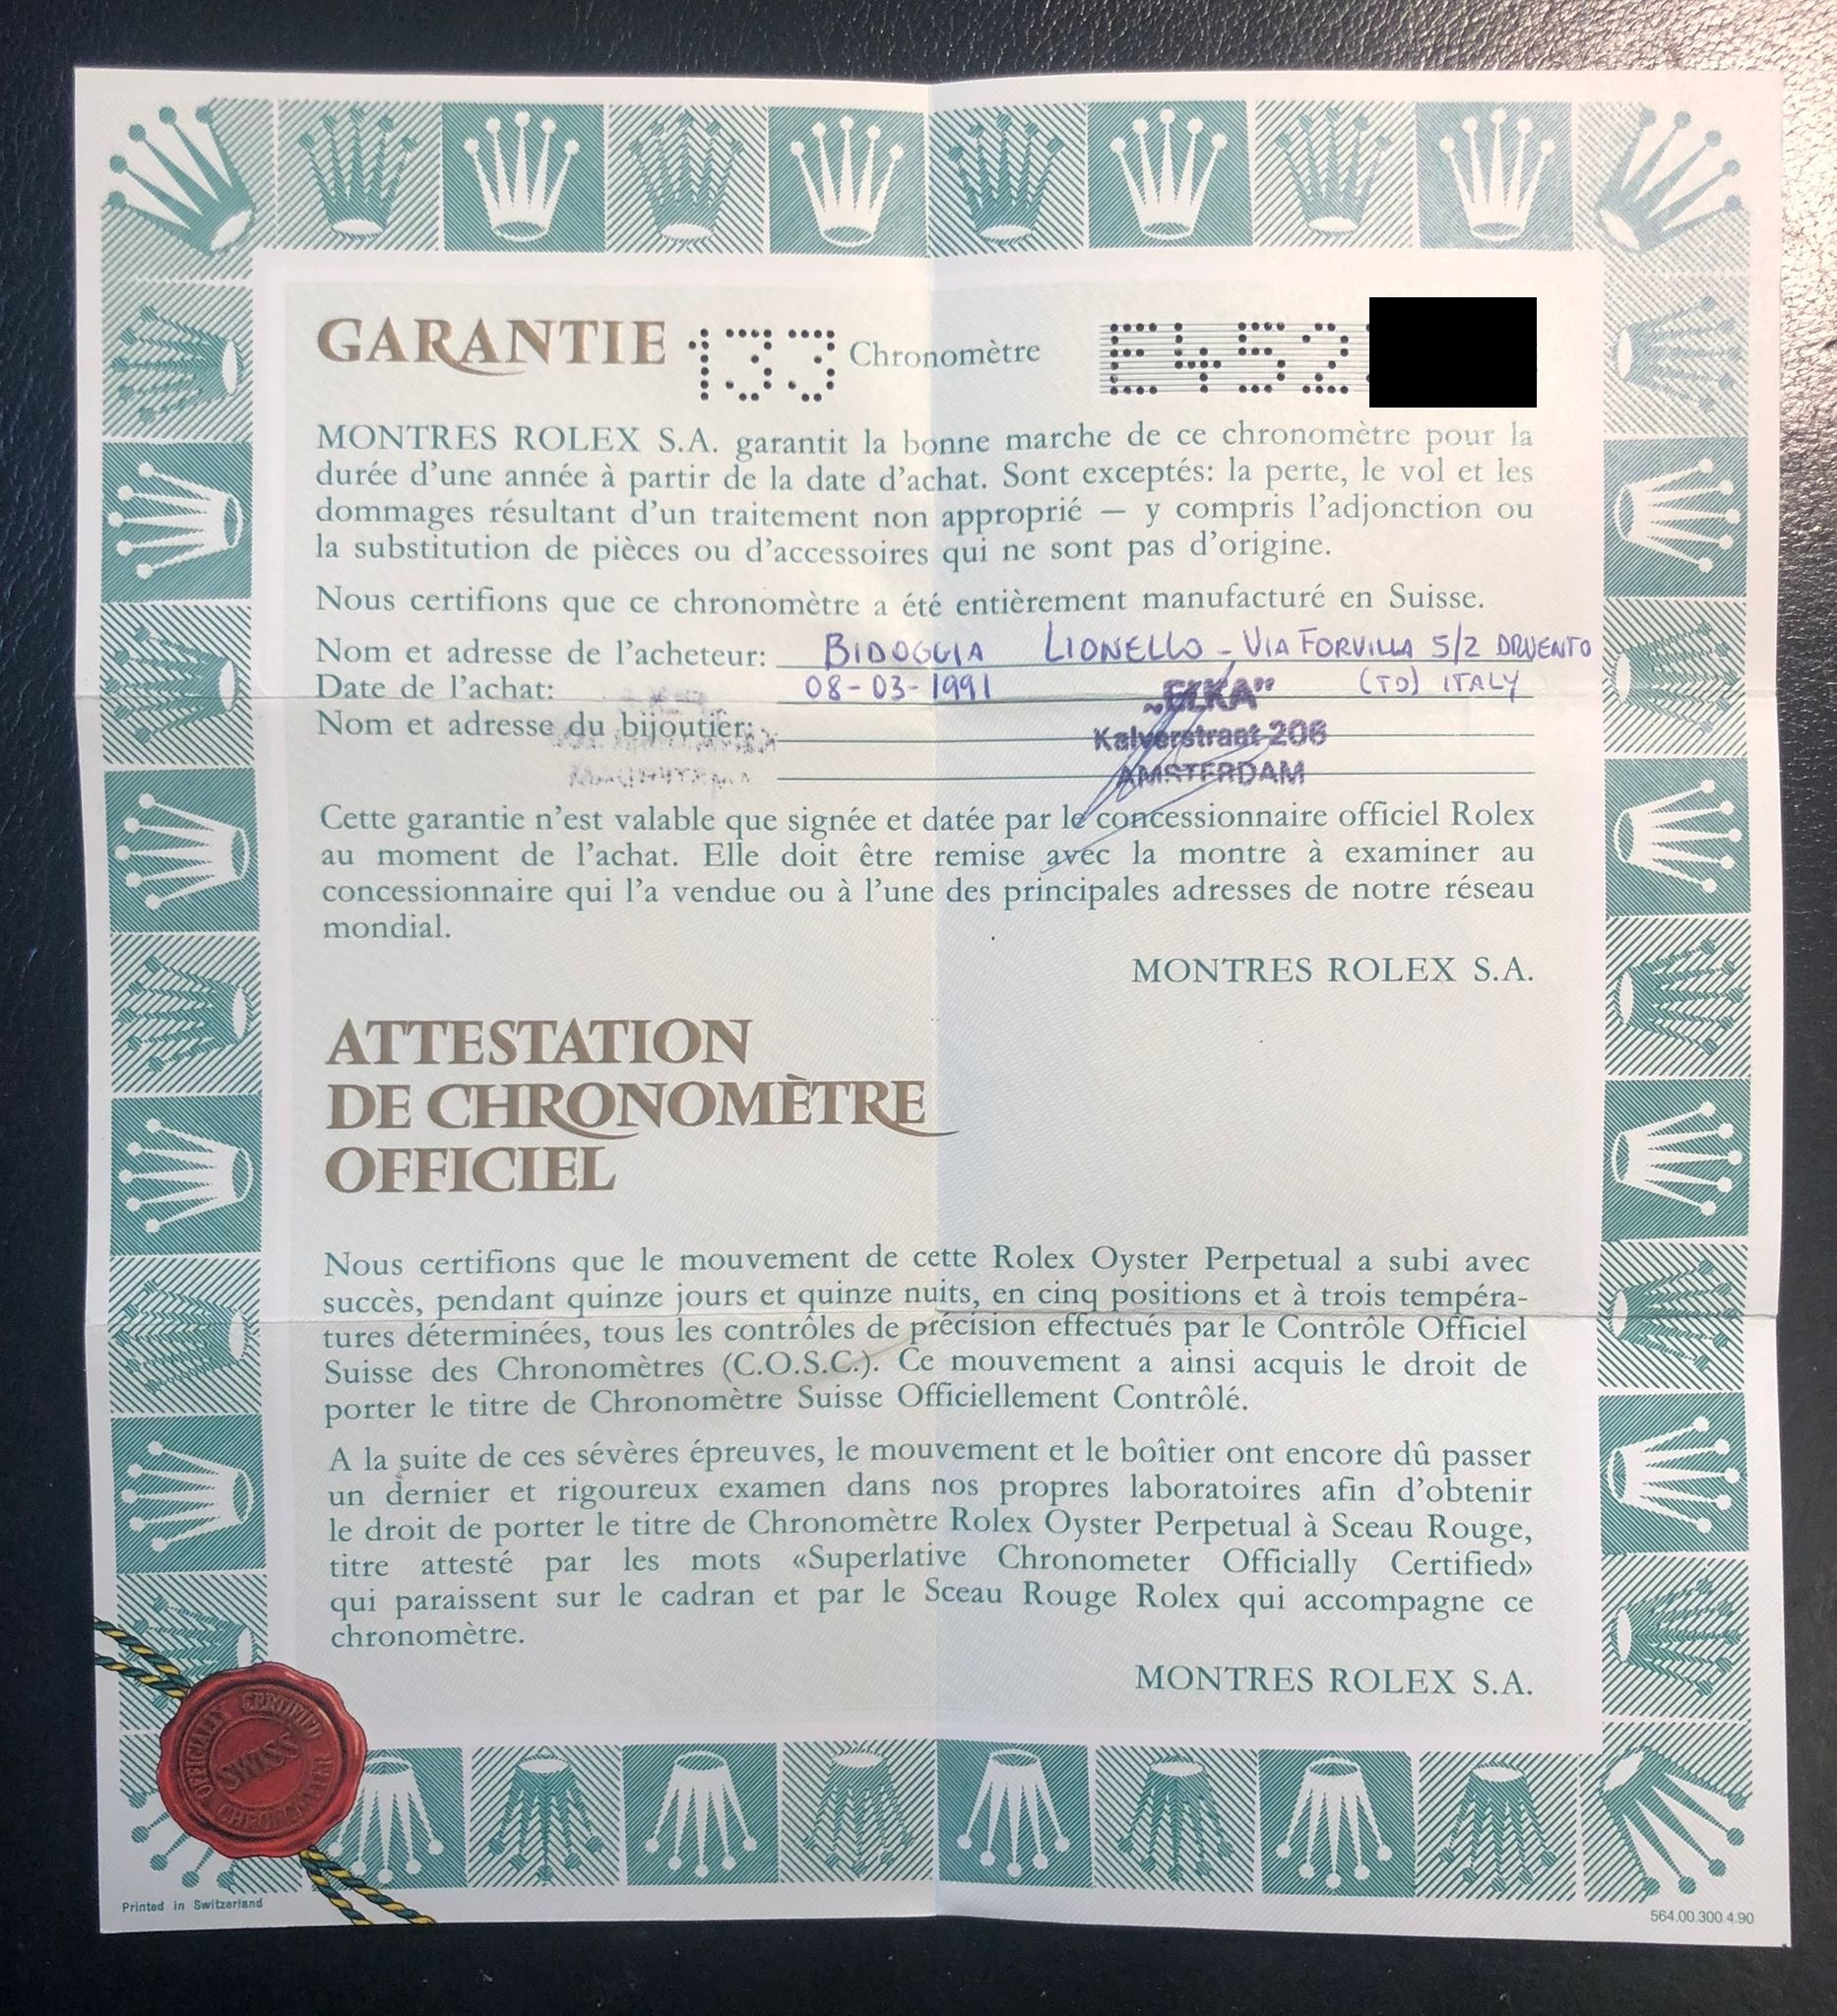 GARANTIE 133 Chronomètre E452
MONTRES ROLEX S.A. garantit la bonne marche de ce chronomètre pour la
durée d'une année à partir de la date d'achat. Sont exceptés: la perte, le vol et les
dommages résultant d'un traitement non approprié — y compris l'adjonction ou
la substitution de pièces ou d'accessoires qui ne sont pas d'origine.
Nous certifions que ce chronomètre a été entièrement manufacturé en Suisse.
Nom et adresse de l'acheteur: BIDOGGIA LIONELLO - VIA FORVILLA 5/2 DRUENTO
Date de l'achat: 08-03-1991 (TO) ITALY
„ELKA”
Nom et adresse du bijoutier: Kalverstraat 206
AMSTERDAM
Cette garantie n'est valable que signée et datée par le concessionnaire officiel Rolex
au moment de l'achat. Elle doit être remise avec la montre à examiner au
concessionnaire qui l'a vendue ou à l'une des principales adresses de notre réseau
mondial.
MONTRES ROLEX S.A.
ATTESTATION
DE CHRONOMÈTRE
OFFICIEL
Nous certifions que le mouvement de cette Rolex Oyster Perpetual a subi avec
succès, pendant quinze jours et quinze nuits, en cinq positions et à trois tempéra-
tures déterminées, tous les contrôles de précision effectués par le Contrôle Officiel
Suisse des Chronomètres (C.O.S.C.). Ce mouvement a ainsi acquis le droit de
porter le titre de Chronomètre Suisse Officiellement Contrôlé.
A la suite de ces sévères épreuves, le mouvement et le boîtier ont encore dû passer
un dernier et rigoureux examen dans nos propres laboratoires afin d'obtenir
le droit de porter le titre de Chronomètre Rolex Oyster Perpetual à Sceau Rouge,
titre attesté par les mots «Superlative Chronometer Officially Certified»
qui paraissent sur le cadran et par le Sceau Rouge Rolex qui accompagne ce
chronomètre.
MONTRES ROLEX S.A.
OFFICIALLY CERTIFIED
SWISS
CHRONOMETER
Printed in Switzerland
564.00.300.4.90